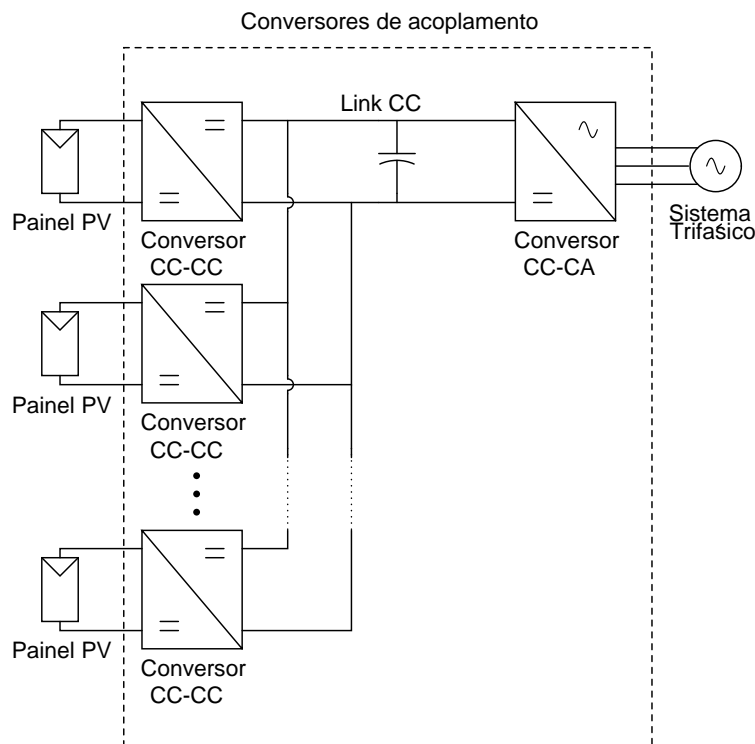 Conversores de acoplamento
Link CC
Painel PV
Conversor
CC-CC
Conversor
CC-CA
Sistema
Trifásico
Painel PV
Conversor
CC-CC
Painel PV
Conversor
CC-CC